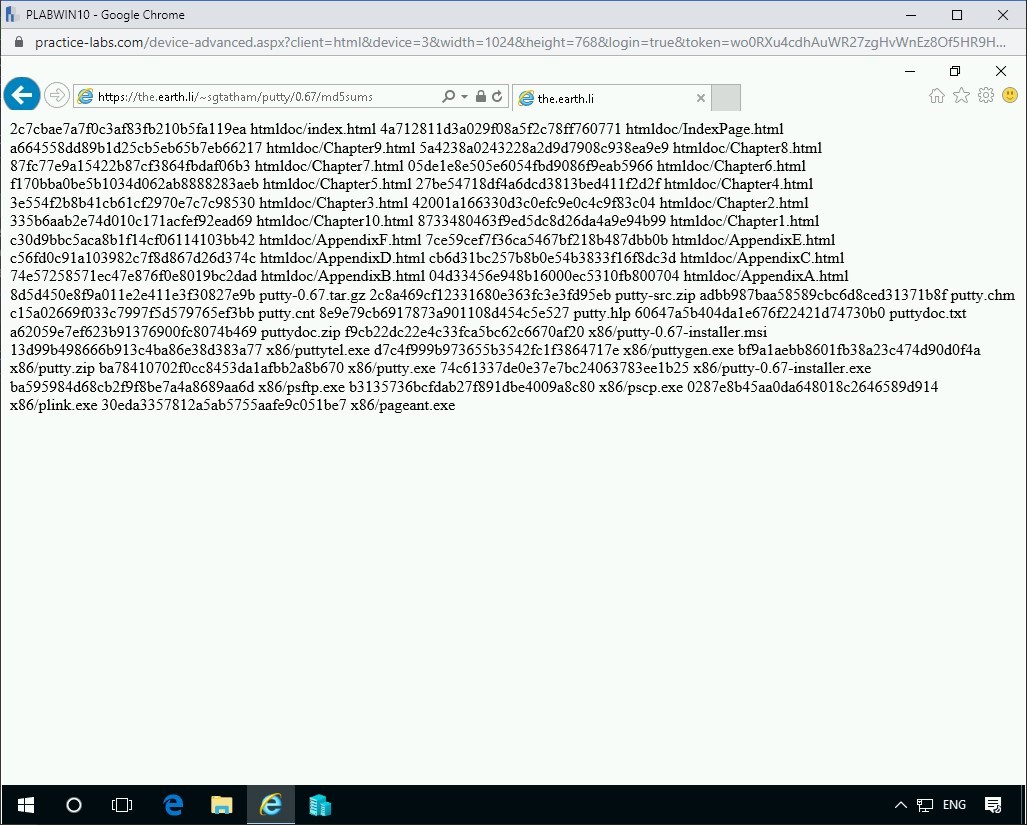 PLABWIN10 - Google Chrome
practice-labs.com/device-advanced.aspx?client=html&device=3&width=1024&height=768&login=true&token=wo0RXu4cdhAuWR27zgHvWnEz8Of5HR9H...
https://the.earth.li/~sgtatham/putty/0.67/md5sums
the.earth.li
2c7cbae7a7f0c3af83fb210b5fa119ea htmldoc/index.html 4a712811d3a029f08a5f2c78ff760771 htmldoc/IndexPage.html
a664558dd89b1d25cb5eb65b7eb66217 htmldoc/Chapter9.html 5a4238a0243228a2d9d7908c938ea9e9 htmldoc/Chapter8.html
87fc77e9a15422b87cf3864fbdaf06b3 htmldoc/Chapter7.html 05de1e8e505e6054fbd9086f9eab5966 htmldoc/Chapter6.html
f170bba0be5b1034d062ab8888283aeb htmldoc/Chapter5.html 27be54718df4a6dcd3813bed411f2d2f htmldoc/Chapter4.html
3e554f2b8b41cb61cf2970e7c7c98530 htmldoc/Chapter3.html 42001a166330d3c0efc9e0c4c9f83c04 htmldoc/Chapter2.html
335b6aab2e74d010c171acfef92ead69 htmldoc/Chapter10.html 8733480463f9ed5dc8d26da4a9e94b99 htmldoc/Chapter1.html
c30d9bbc5aca8b1f14cf06114103bb42 htmldoc/AppendixF.html 7ce59cef7f36ca5467bf218b487dbb0b htmldoc/AppendixE.html
c56fd0c91a103982c7f8d867d26d374c htmldoc/AppendixD.html cb6d31bc257b8b0e54b3833f16f8dc3d htmldoc/AppendixC.html
74e57258571ec47e876f0e8019bc2dad htmldoc/AppendixB.html 04d33456e948b16000ec5310fb800704 htmldoc/AppendixA.html
8d5d450e8f9a011e2e411e3f30827e9b putty-0.67.tar.gz 2c8a469cf12331680e363fc3e3fd95eb putty-src.zip adbb987baa58589cbc6d8ced31371b8f putty.chm
c15a02669f033c7997f5d579765ef3bb putty.cnt 8e9e79cb6917873a901108d454c5e527 putty.hlp 60647a5b404da1e676f22421d74730b0 puttydoc.txt
a62059e7ef623b91376900fc8074b469 puttydoc.zip f9cb22dc22e4c33fca5bc62c6670af20 x86/putty-0.67-installer.msi
13d99b498666b913c4ba86e38d383a77 x86/puttytel.exe d7c4f999b973655b3542fc1f3864717e x86/puttygen.exe bf9a1aebb8601fb38a23c474d90d0f4a
x86/putty.zip ba78410702f0cc8453da1afbb2a8b670 x86/putty.exe 74c61337de0e37e7bc24063783ee1b25 x86/putty-0.67-installer.exe
ba595984d68cb2f9f8be7a4a8689aa6d x86/psftp.exe b3135736bcfdab27f891dbe4009a8c80 x86/pscp.exe 0287e8b45aa0da648018c2646589d914
x86/plink.exe 30eda3357812a5ab5755aafe9c051be7 x86/pageant.exe
ENG